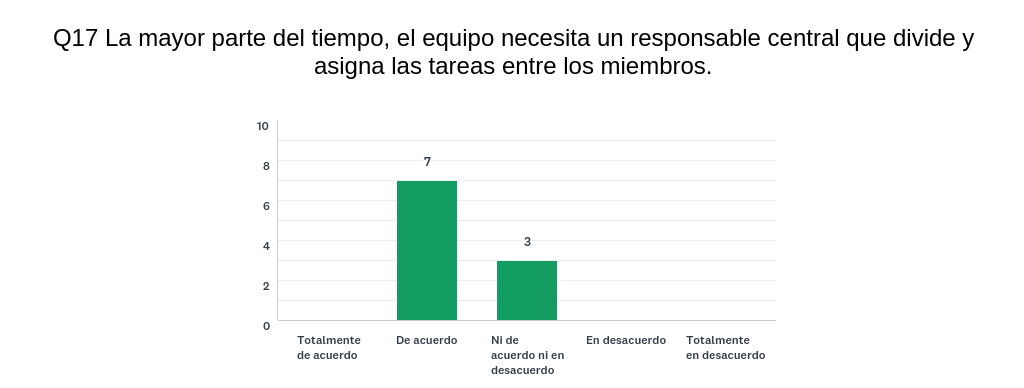 Q17 La mayor parte del tiempo, el equipo necesita un responsable central que divide y
asigna las tareas entre los miembros.
10
8
6
4
2
0
7
3
Totalmente
de acuerdo
De acuerdo
Ni de
acuerdo ni en
desacuerdo
En desacuerdo
Totalmente
en desacuerdo